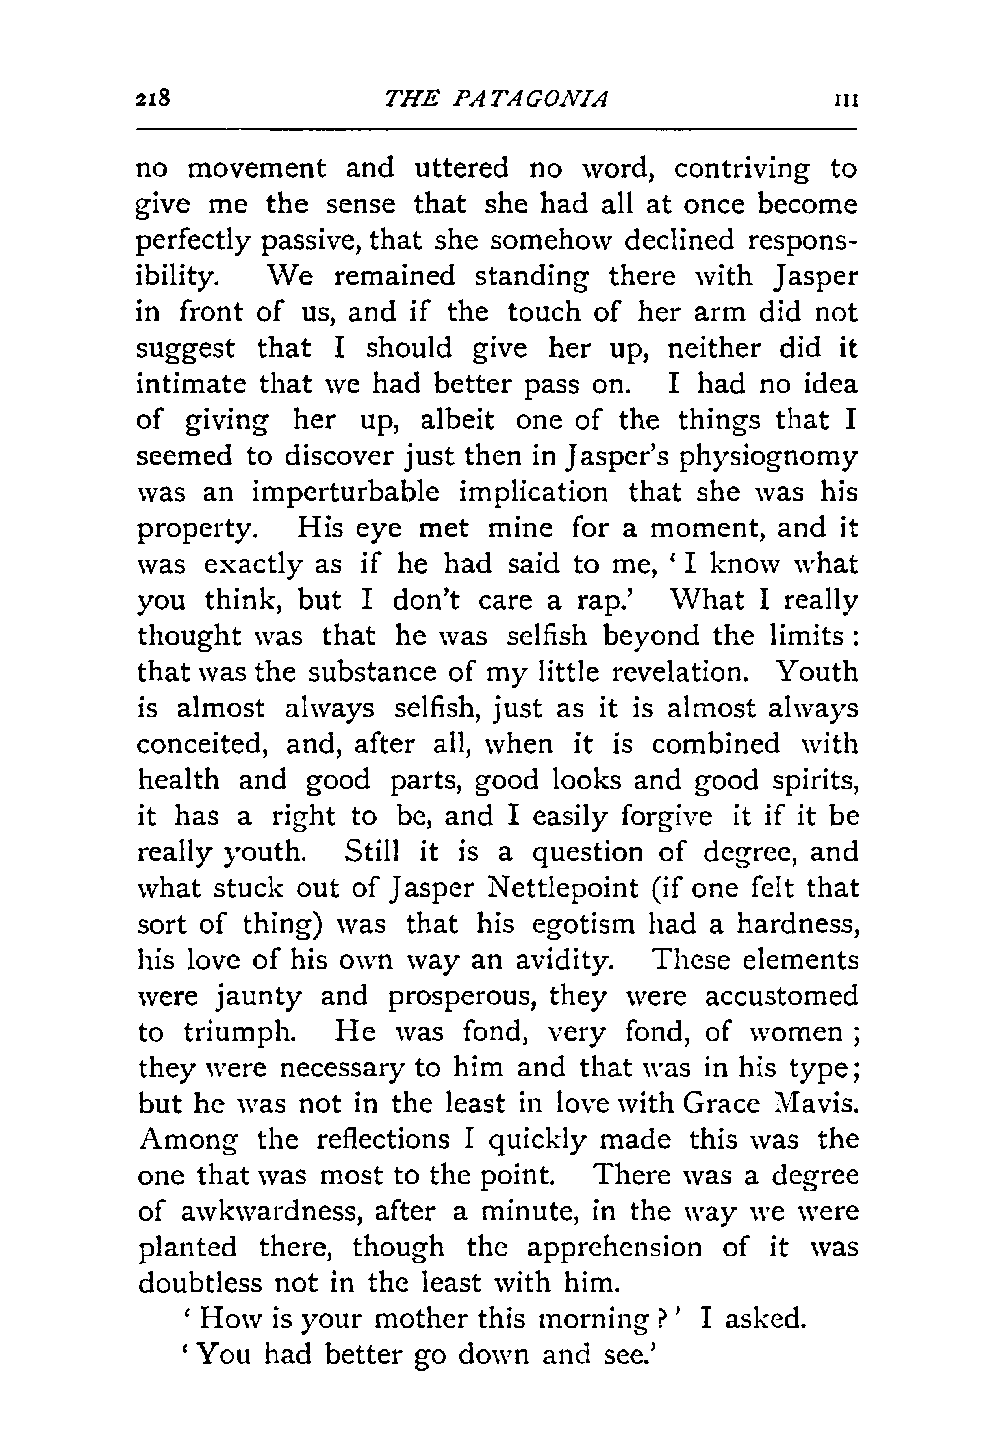 218 THE PATAGONIA III
no movement and uttered no word, contriving to
give me the sense that she had all at once become
perfectly passive, that she somehow declined respons-
ibility. We remained standing there with Jasper
in front of us, and if the touch of her arm did not
suggest that I should give her up, neither did it
intimate that we had better pass on. I had no idea
of giving her up, albeit one of the things that I
seemed to discover just then in Jasper's physiognomy
was an imperturbable implication that she was his
property. His eye met mine for a moment, and it
was exactly as if he had said to me, ‘ I know what
you think, but I don't care a rap.’ What I really
thought was that he was selfish beyond the limits :
that was the substance of my little revelation. Youth
is almost always selfish, just as it is almost always
conceited, and, after all, when it is combined with
health and good parts, good looks and good spirits,
it has a right to be, and I easily forgive it if it be
really youth. Still it is a question of degree, and
what stuck out of Jasper Nettlepoint (if one felt that
sort of thing) was that his egotism had a hardness,
his love of his own way an avidity. These elements
were jaunty and prosperous, they were accustomed
to triumph. He was fond, very fond, of women ;
they were necessary to him and that was in his type;
but he was not in the least in love with Grace Mavis.
Among the reflections I quickly made this was the
one that was most to the point. There was a degree
of awkwardness, after a minute, in the way we were
planted there, though the apprehension of it was
doubtless not in the least with him.
‘ How is your mother this morning ? ’ I asked.
‘ You had better go down and see.’